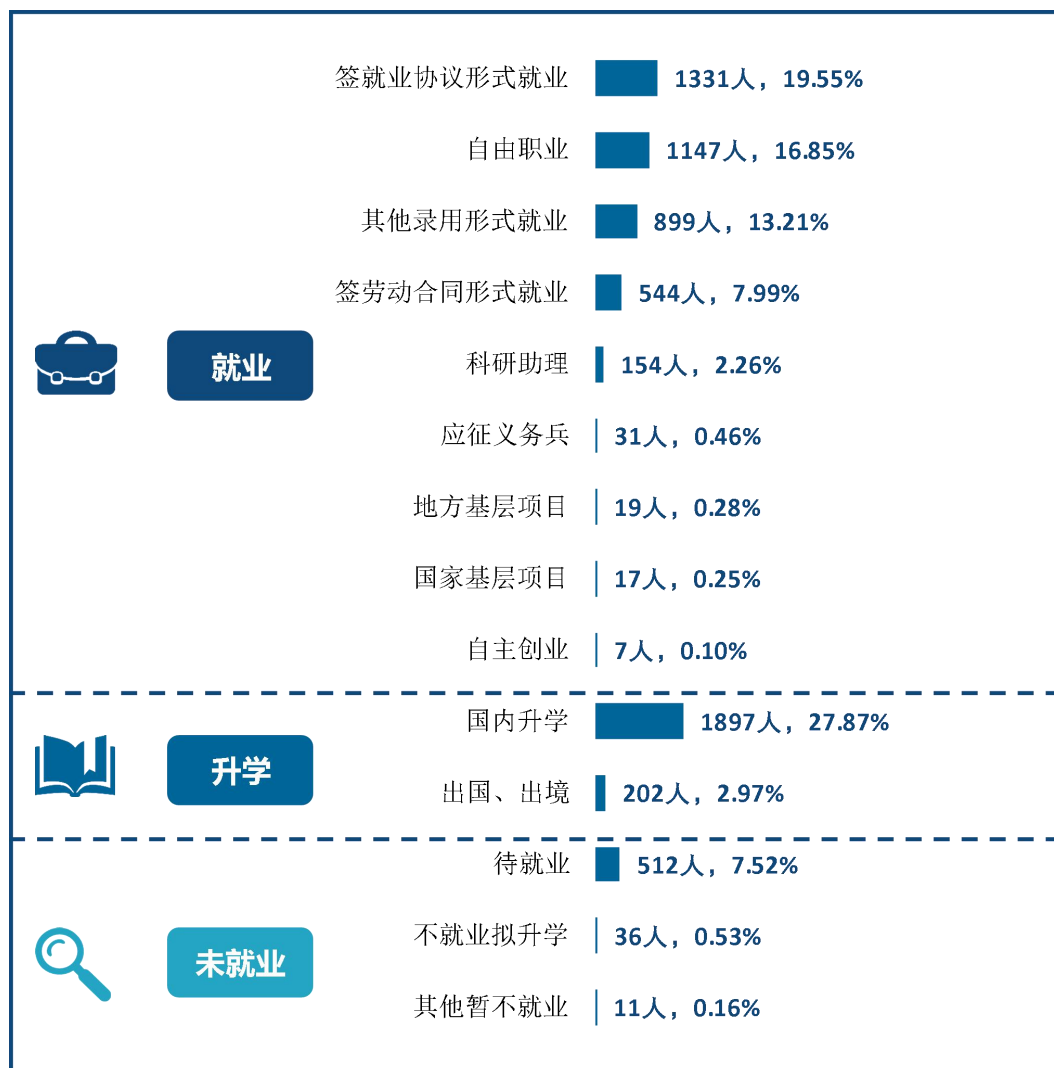 签就业协议形式就业 1331人，19.55%
自由职业 1147人，16.85%
其他录用形式就业 899人，13.21%
签劳动合同形式就业 544人，7.99%
就业
科研助理 154人，2.26%
应征义务兵 31人，0.46%
地方基层项目 19人，0.28%
国家基层项目 17人，0.25%
自主创业 7人，0.10%
国内升学 1897人，27.87%
升学
出国、出境 202人，2.97%
待就业 512人，7.52%
不就业拟升学 36人，0.53%
未就业
其他暂不就业 11人，0.16%